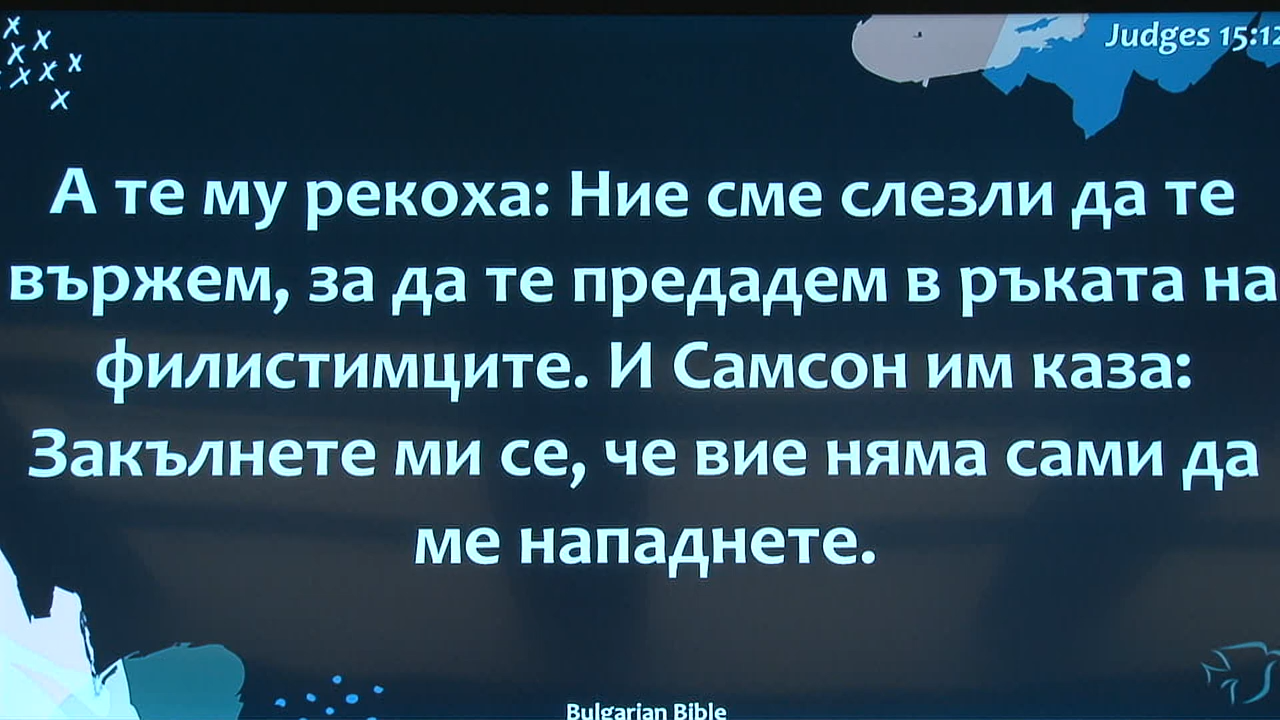 Judges 15:12
А те му рекоха: Ние сме слезли да те
вържем, за да те предадем в ръката на
филистимците. И Самсон им каза:
Закълнете ми се, че вие няма сами да
ме нападнете.
Bulgarian Bible